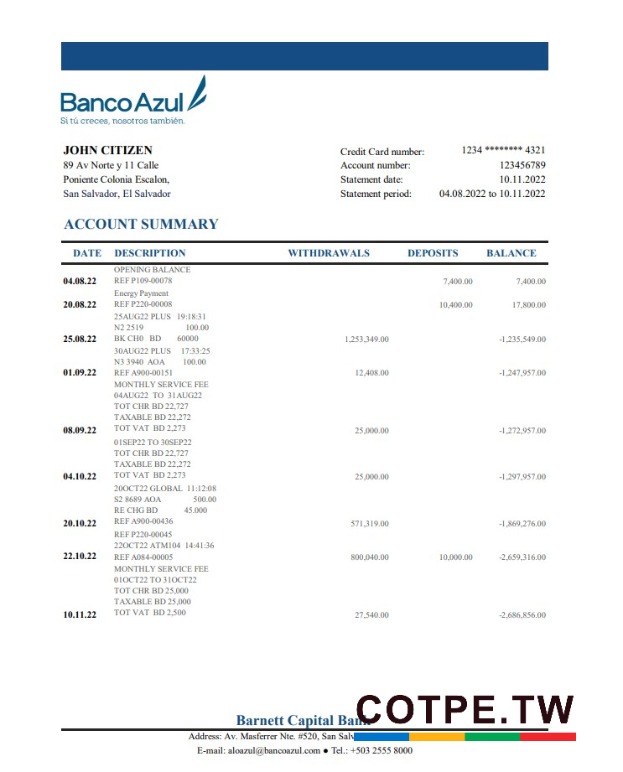 Banco Azul
Si tú creces, nosotros también.
JOHN CITIZEN
89 Av Norte y 11 Calle
Poniente Colonia Escalon,
San Salvador, El Salvador
Credit Card number: 1234 ******** 4321
Account number: 123456789
Statement date: 10.11.2022
Statement period: 04.08.2022 to 10.11.2022
ACCOUNT SUMMARY
DATE DESCRIPTION WITHDRAWALS DEPOSITS BALANCE
OPENING BALANCE
04.08.22 REF P109-00078 7,400.00 7,400.00
Energy Payment
20.08.22 REF P220-00008 10,400.00 17,800.00
25AUG22 PLUS 19:18:31
N2 2519 100.00
25.08.22 BK CH0 BD 60000 1,253,349.00 -1,235,549.00
30AUG22 PLUS 17:33:25
N3 3940 AOA 100.00
01.09.22 REF A900-00151 12,408.00 -1,247,957.00
MONTHLY SERVICE FEE
04AUG22 TO 31AUG22
TOT CHR BD 22,727
TAXABLE BD 22,272
08.09.22 TOT VAT BD 2,273 25,000.00 -1,272,957.00
01SEP22 TO 30SEP22
TOT CHR BD 22,727
TAXABLE BD 22,272
04.10.22 TOT VAT BD 2,273 25,000.00 -1,297,957.00
20OCT22 GLOBAL 11:12:08
S2 8689 AOA 500.00
RE CHG BD 45.000
20.10.22 REF A900-00436 571,319.00 -1,869,276.00
REF P220-00045
22OCT22 ATM104 14:41:36
22.10.22 REF A084-00005 800,040.00 10,000.00 -2,659,316.00
MONTHLY SERVICE FEE
01OCT22 TO 31OCT22
TOT CHR BD 25,000
TAXABLE BD 25,000
10.11.22 TOT VAT BD 2,500 27,540.00 -2,686,856.00
Barnett Capital
COTPE.TW
Address: Av. Masferrer Nte. #520, San
E-mail: aloazul@bancoazul.com ● Tel.: +503 2555 8000